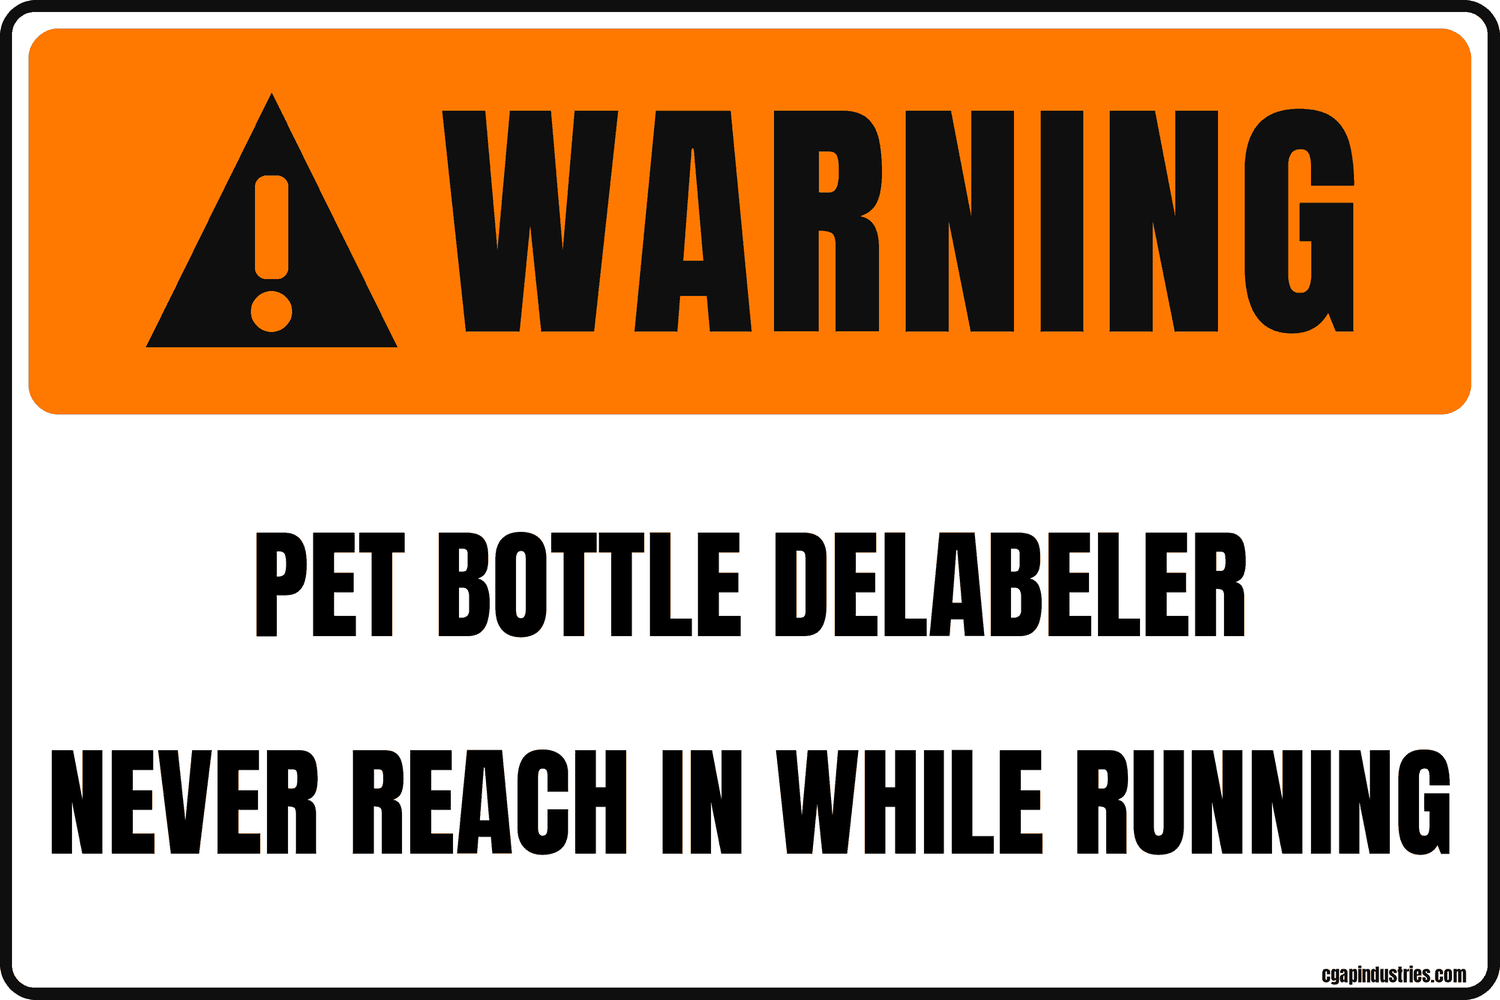 WARNING
PET BOTTLE DELABELER
NEVER REACH IN WHILE RUNNING
cgapindustries.com